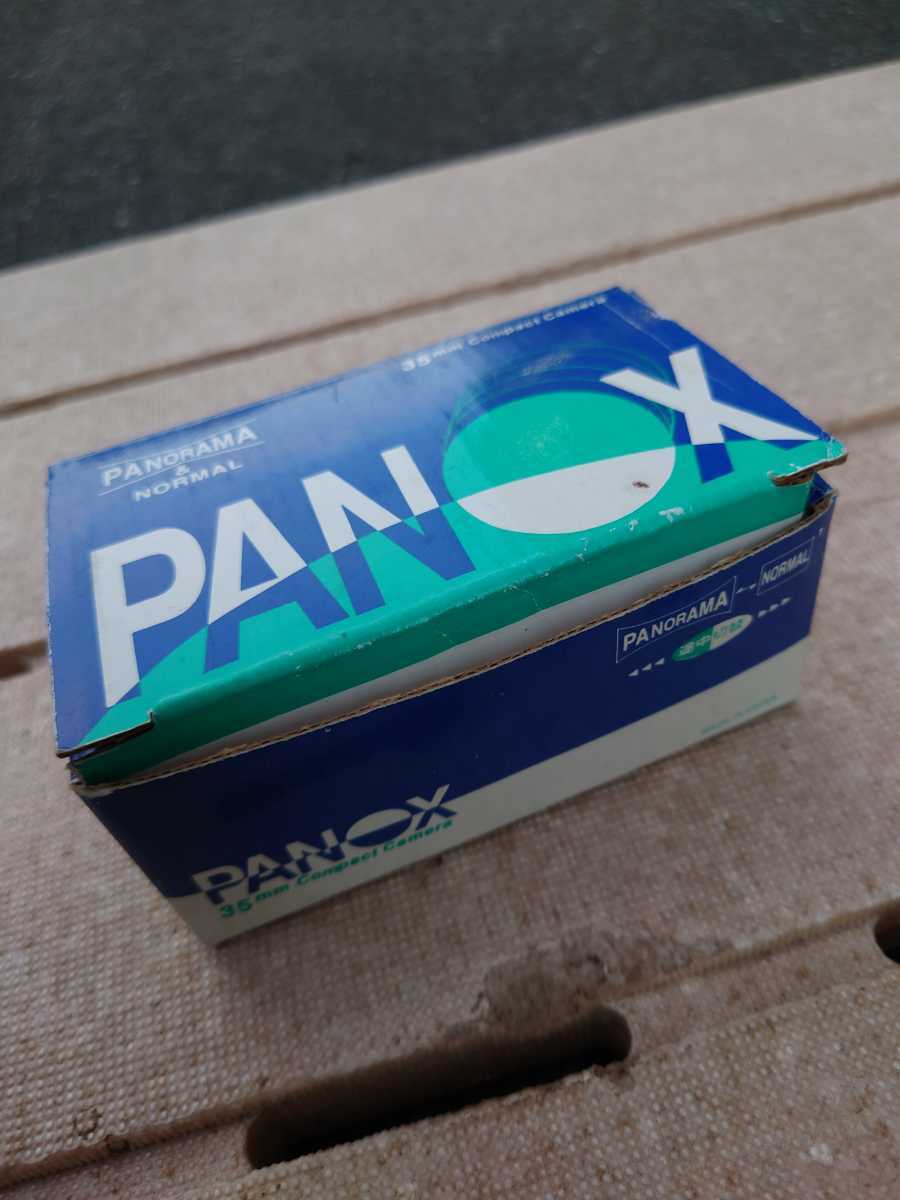 35mm Compact Camera
PANORAMA
&
NORMAL
PANOX
PANORAMA
NORMAL
途中切替
PANOX
35mm Compact Camera